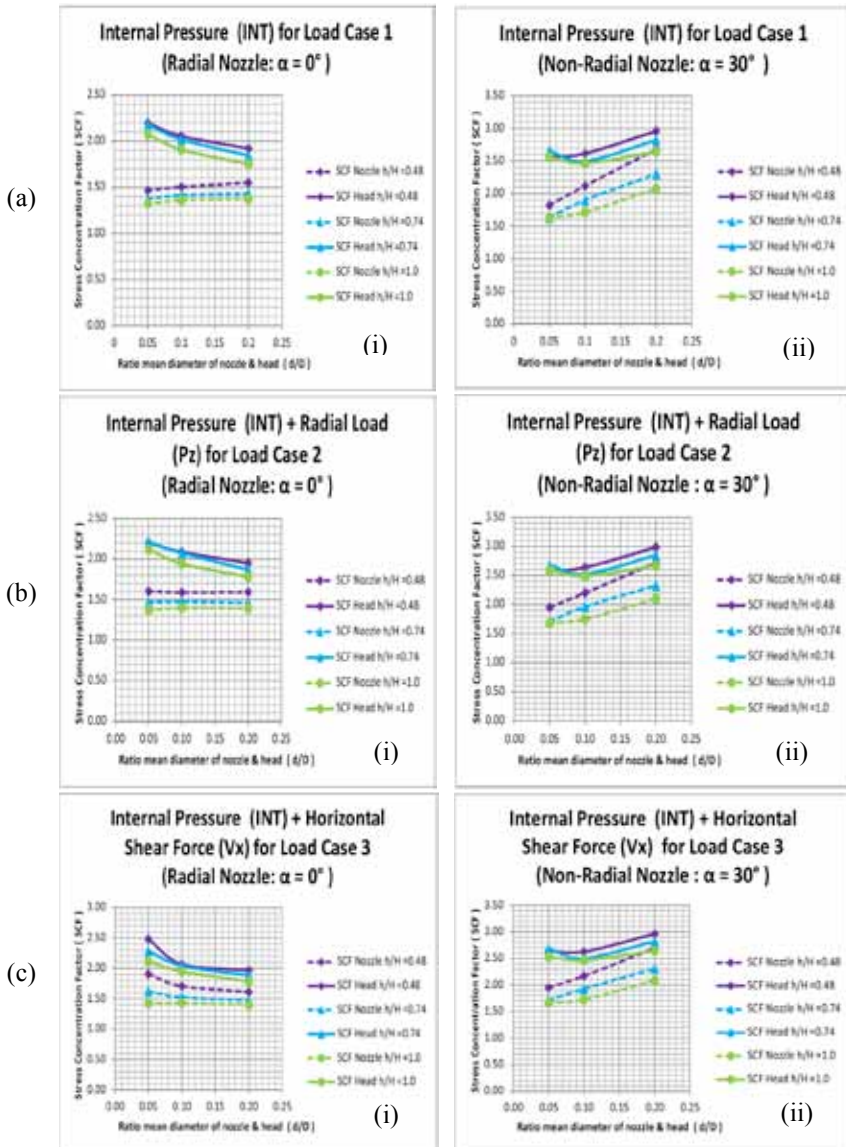 (a)
Internal Pressure (INT) for Load Case 1
(Radial Nozzle: α = 0° )
Stress Concentration Factor ( SCF )
2.50
2.00
1.50
1.00
0.50
0.00
0 0.05 0.10 0.15 0.20 0.25
Ratio mean diameter of nozzle & head ( d/D )
SCF Nozzle h/H =0.48
SCF Head h/H =0.48
SCF Nozzle h/H =0.74
SCF Head h/H =0.74
SCF Nozzle h/H =1.0
SCF Head h/H =1.0
(i)
Internal Pressure (INT) for Load Case 1
(Non-Radial Nozzle: α = 30° )
Stress Concentration Factor ( SCF )
3.50
3.00
2.50
2.00
1.50
1.00
0.50
0.00
0 0.05 0.10 0.15 0.20 0.25
Ratio mean diameter of nozzle & head ( d/D )
SCF Nozzle h/H =0.48
SCF Head h/H =0.48
SCF Nozzle h/H =0.74
SCF Head h/H =0.74
SCF Nozzle h/H =1.0
SCF Head h/H =1.0
(ii)
(b)
Internal Pressure (INT) + Radial Load
(Pz) for Load Case 2
(Radial Nozzle: α = 0° )
Stress Concentration Factor ( SCF )
2.50
2.00
1.50
1.00
0.50
0.00
0.00 0.05 0.10 0.15 0.20 0.25
Ratio mean diameter of nozzle & head ( d/D )
SCF Nozzle h/H =0.48
SCF Head h/H =0.48
SCF Nozzle h/H =0.74
SCF Head h/H =0.74
SCF Nozzle h/H =1.0
SCF Head h/H =1.0
(i)
Internal Pressure (INT) + Radial Load
(Pz) for Load Case 2
(Non-Radial Nozzle : α = 30° )
Stress Concentration Factor ( SCF )
3.50
3.00
2.50
2.00
1.50
1.00
0.50
0.00
0.00 0.05 0.10 0.15 0.20 0.25
Ratio mean diameter of nozzle & head ( d/D )
SCF Nozzle h/H =0.48
SCF Head h/H =0.48
SCF Nozzle h/H =0.74
SCF Head h/H =0.74
SCF Nozzle h/H =1.0
SCF Head h/H =1.0
(ii)
(c)
Internal Pressure (INT) + Horizontal
Shear Force (Vx) for Load Case 3
(Radial Nozzle: α = 0° )
Stress Concentration Factor ( SCF )
3.00
2.50
2.00
1.50
1.00
0.50
0.00
0.00 0.05 0.10 0.15 0.20 0.25
Ratio mean diameter of nozzle & head ( d/D )
SCF Nozzle h/H =0.48
SCF Head h/H =0.48
SCF Nozzle h/H =0.74
SCF Head h/H =0.74
SCF Nozzle h/H =1.0
SCF Head h/H =1.0
(i)
Internal Pressure (INT) + Horizontal
Shear Force (Vx) for Load Case 3
(Non-Radial Nozzle : α = 30° )
Stress Concentration Factor ( SCF )
3.50
3.00
2.50
2.00
1.50
1.00
0.50
0.00
0.00 0.05 0.10 0.15 0.20 0.25
Ratio mean diameter of nozzle & head ( d/D )
SCF Nozzle h/H =0.48
SCF Head h/H =0.48
SCF Nozzle h/H =0.74
SCF Head h/H =0.74
SCF Nozzle h/H =1.0
SCF Head h/H =1.0
(ii)